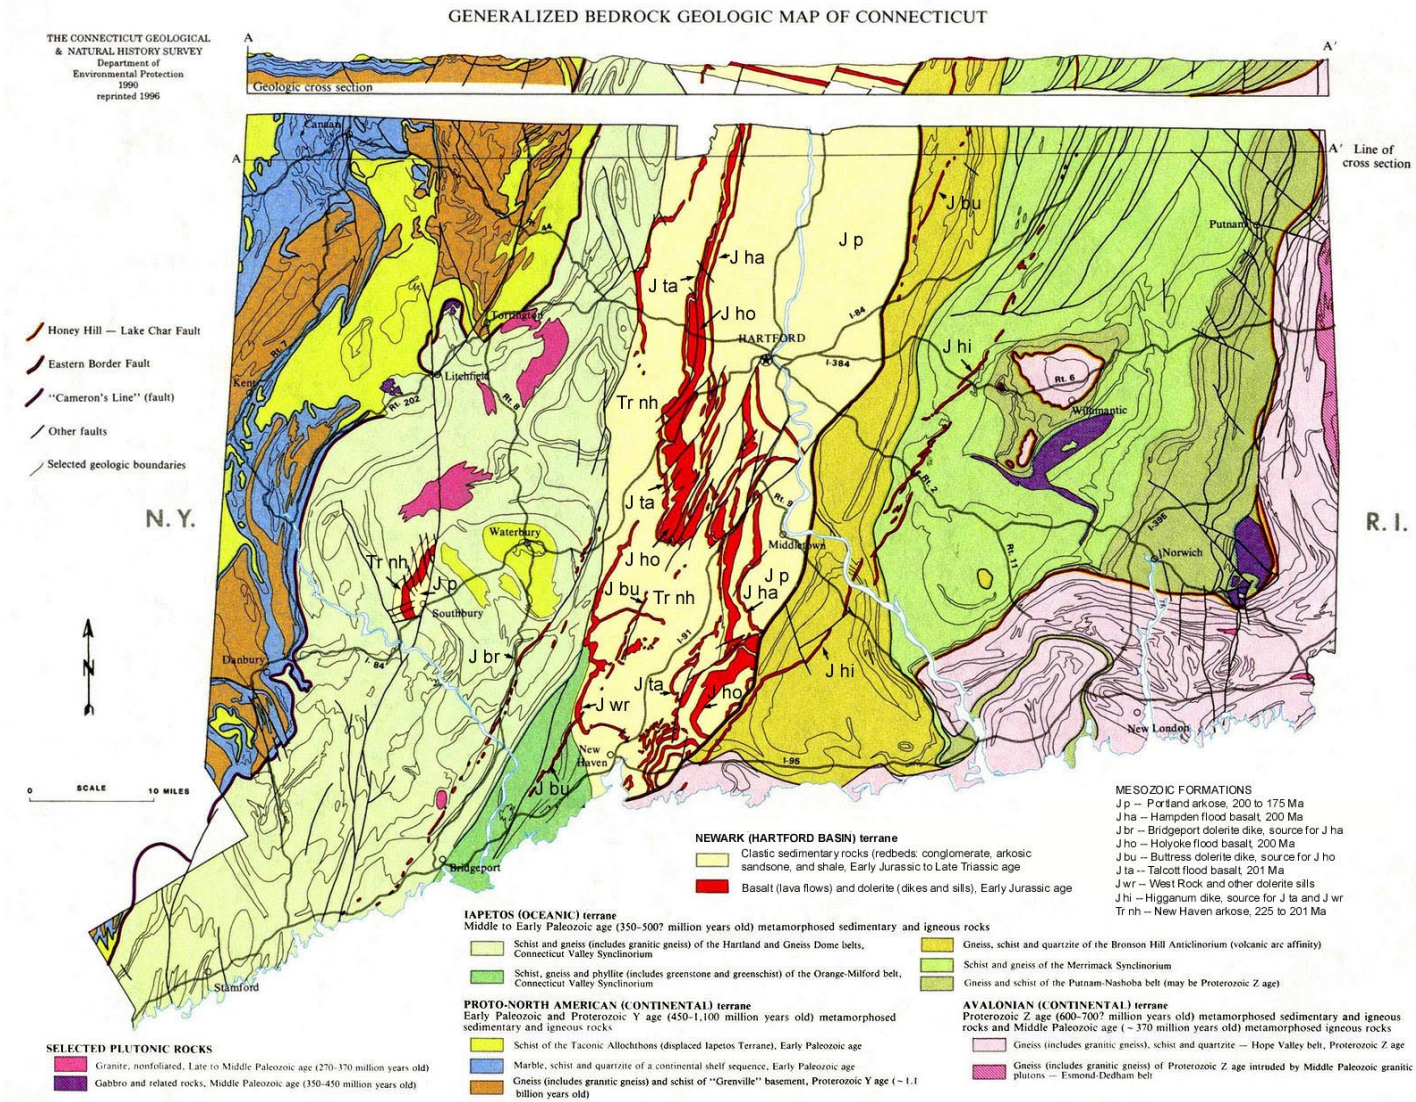 GENERALIZED BEDROCK GEOLOGIC MAP OF CONNECTICUT
THE CONNECTICUT GEOLOGICAL
& NATURAL HISTORY SURVEY
Department of
Environmental Protection
1990
reprinted 1996
A
A'
Geologic cross section
Canaan
A
A' Line of
cross section
J bu
Putnam
44
J p
J ha
J ta
J ho
Torrington
I-84
HARTFORD
Honey Hill — Lake Char Fault
Eastern Border Fault
"Cameron's Line" (fault)
Other faults
Selected geologic boundaries
Rt. 7
Kent
Litchfield
Rt. 202
Rt. 8
I-384
J hi
Rt. 6
Willimantic
Tr nh
J ta
Rt. 9
Rt. 2
N. Y.
R. I.
I-395
Waterbury
Middletown
Rt. 11
Norwich
Tr nh
J p
Southbury
J ho
J bu
Tr nh
J p
J ha
N
Danbury
I. 84
J br
I-91
J hi
J ta
J ho
J wr
New
Haven
New London
I-95
J bu
SCALE
0
10 MILES
Bridgeport
Stamford
MESOZOIC FORMATIONS
J p -- Portland arkose, 200 to 175 Ma
J ha -- Hampden flood basalt, 200 Ma
J br -- Bridgeport dolerite dike, source for J ha
J ho -- Holyoke flood basalt, 200 Ma
J bu -- Buttress dolerite dike, source for J ho
J ta -- Talcott flood basalt, 201 Ma
J wr -- West Rock and other dolerite sills
J hi -- Higganum dike, source for J ta and J wr
Tr nh -- New Haven arkose, 225 to 201 Ma
NEWARK (HARTFORD BASIN) terrane
Clastic sedimentary rocks (redbeds: conglomerate, arkosic
sandsone, and shale, Early Jurassic to Late Triassic age
Basalt (lava flows) and dolerite (dikes and sills), Early Jurassic age
IAPETOS (OCEANIC) terrane
Middle to Early Paleozoic age (350-500? million years old) metamorphosed sedimentary and igneous rocks
Schist and gneiss (includes granitic gneiss) of the Hartland and Gneiss Dome belts,
Connecticut Valley Synclinorium
Schist, gneiss and phyllite (includes greenstone and greenschist) of the Orange-Milford belt,
Connecticut Valley Synclinorium
Gneiss, schist and quartzite of the Bronson Hill Anticlinorium (volcanic arc affinity)
Schist and gneiss of the Merrimack Synclinorium
Gneiss and schist of the Putnam-Nashoba belt (may be Proterozoic Z age)
PROTO-NORTH AMERICAN (CONTINENTAL) terrane
Early Paleozoic and Proterozoic Y age (450-1,100 million years old) metamorphosed
sedimentary and igneous rocks
Schist of the Taconic Allochthons (displaced Iapetos Terrane), Early Paleozoic age
Marble, schist and quartzite of a continental shelf sequence, Early Paleozoic age
Gneiss (includes granitic gneiss) and schist of "Grenville" basement, Proterozoic Y age (~1.1
billion years old)
AVALONIAN (CONTINENTAL) terrane
Proterozoic Z age (600-700? million years old) metamorphosed sedimentary and igneous
rocks and Middle Paleozoic age (~370 million years old) metamorphosed igneous rocks
Gneiss (includes granitic gneiss), schist and quartzite — Hope Valley belt, Proterozoic Z age
Gneiss (includes granitic gneiss) of Proterozoic Z age intruded by Middle Paleozoic granitic
plutons — Esmond-Dedham belt
SELECTED PLUTONIC ROCKS
Granite, nonfoliated, Late to Middle Paleozoic age (270-370 million years old)
Gabbro and related rocks, Middle Paleozoic age (350-450 million years old)